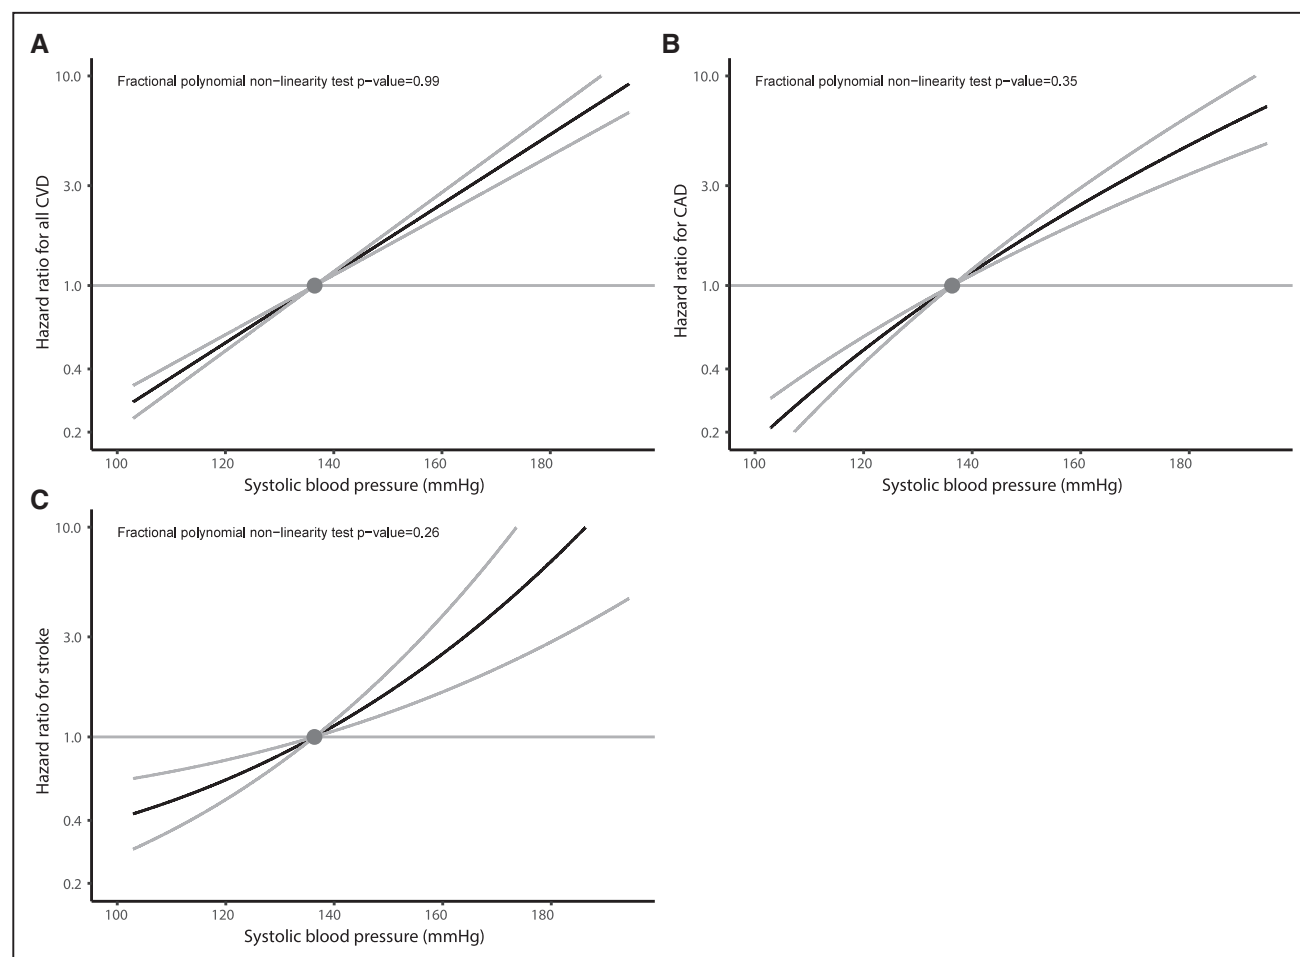 A
Fractional polynomial non-linearity test p-value=0.99
Hazard ratio for all CVD
10.0
3.0
1.0
0.4
0.2
100 120 140 160 180
Systolic blood pressure (mmHg)
B
Fractional polynomial non-linearity test p-value=0.35
Hazard ratio for CAD
10.0
3.0
1.0
0.4
0.2
100 120 140 160 180
Systolic blood pressure (mmHg)
C
Fractional polynomial non-linearity test p-value=0.26
Hazard ratio for stroke
10.0
3.0
1.0
0.4
0.2
100 120 140 160 180
Systolic blood pressure (mmHg)